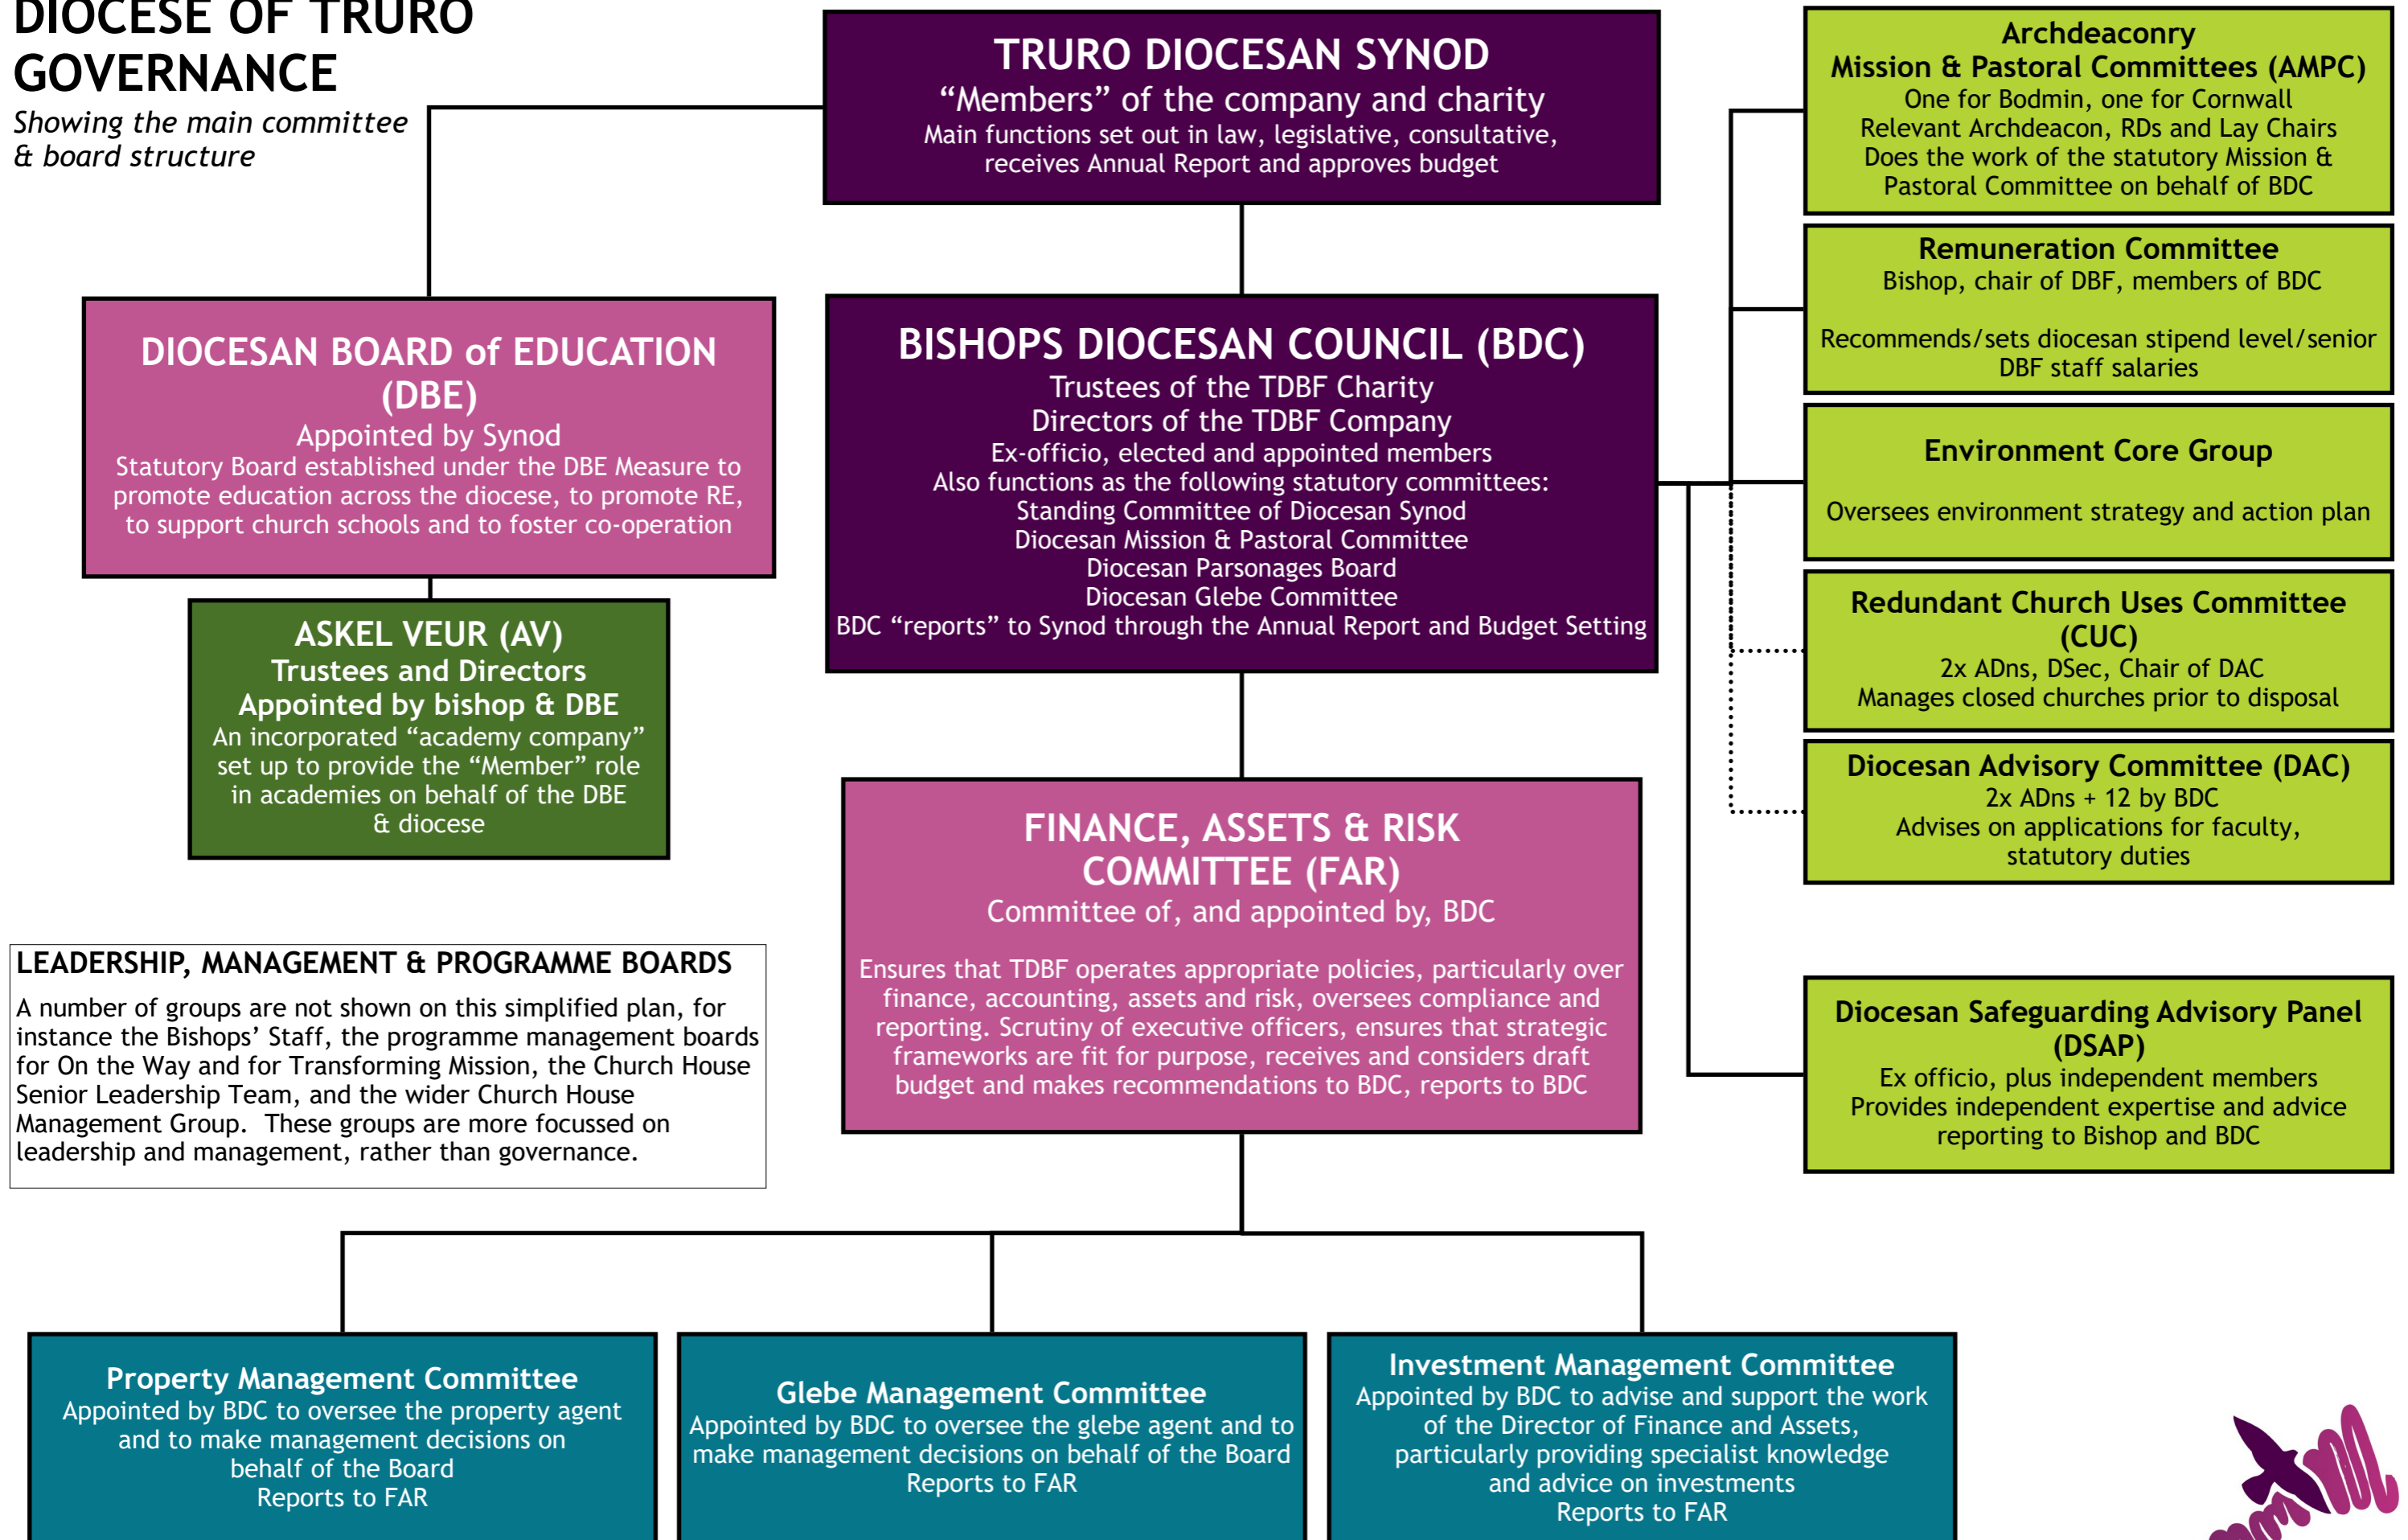 DIOCESE OF TRURO
GOVERNANCE
Showing the main committee
& board structure
TRURO DIOCESAN SYNOD
“Members” of the company and charity
Main functions set out in law, legislative, consultative,
receives Annual Report and approves budget
Archdeaconry
Mission & Pastoral Committees (AMPC)
One for Bodmin, one for Cornwall
Relevant Archdeacon, RDs and Lay Chairs
Does the work of the statutory Mission &
Pastoral Committee on behalf of BDC
Remuneration Committee
Bishop, chair of DBF, members of BDC
Recommends/sets diocesan stipend level/senior
DBF staff salaries
DIOCESAN BOARD of EDUCATION
(DBE)
Appointed by Synod
Statutory Board established under the DBE Measure to
promote education across the diocese, to promote RE,
to support church schools and to foster co-operation
BISHOPS DIOCESAN COUNCIL (BDC)
Trustees of the TDBF Charity
Directors of the TDBF Company
Ex-officio, elected and appointed members
Also functions as the following statutory committees:
Standing Committee of Diocesan Synod
Diocesan Mission & Pastoral Committee
Diocesan Parsonages Board
Diocesan Glebe Committee
BDC “reports” to Synod through the Annual Report and Budget Setting
Environment Core Group
Oversees environment strategy and action plan
Redundant Church Uses Committee
(CUC)
2x ADns, DSec, Chair of DAC
Manages closed churches prior to disposal
ASKEL VEUR (AV)
Trustees and Directors
Appointed by bishop & DBE
An incorporated “academy company”
set up to provide the “Member” role
in academies on behalf of the DBE
& diocese
Diocesan Advisory Committee (DAC)
2x ADns + 12 by BDC
Advises on applications for faculty,
statutory duties
FINANCE, ASSETS & RISK
COMMITTEE (FAR)
Committee of, and appointed by, BDC
Ensures that TDBF operates appropriate policies, particularly over
finance, accounting, assets and risk, oversees compliance and
reporting. Scrutiny of executive officers, ensures that strategic
frameworks are fit for purpose, receives and considers draft
budget and makes recommendations to BDC, reports to BDC
LEADERSHIP, MANAGEMENT & PROGRAMME BOARDS
A number of groups are not shown on this simplified plan, for
instance the Bishops’ Staff, the programme management boards
for On the Way and for Transforming Mission, the Church House
Senior Leadership Team, and the wider Church House
Management Group. These groups are more focussed on
leadership and management, rather than governance.
Diocesan Safeguarding Advisory Panel
(DSAP)
Ex officio, plus independent members
Provides independent expertise and advice
reporting to Bishop and BDC
Property Management Committee
Appointed by BDC to oversee the property agent
and to make management decisions on
behalf of the Board
Reports to FAR
Glebe Management Committee
Appointed by BDC to oversee the glebe agent and to
make management decisions on behalf of the Board
Reports to FAR
Investment Management Committee
Appointed by BDC to advise and support the work
of the Director of Finance and Assets,
particularly providing specialist knowledge
and advice on investments
Reports to FAR